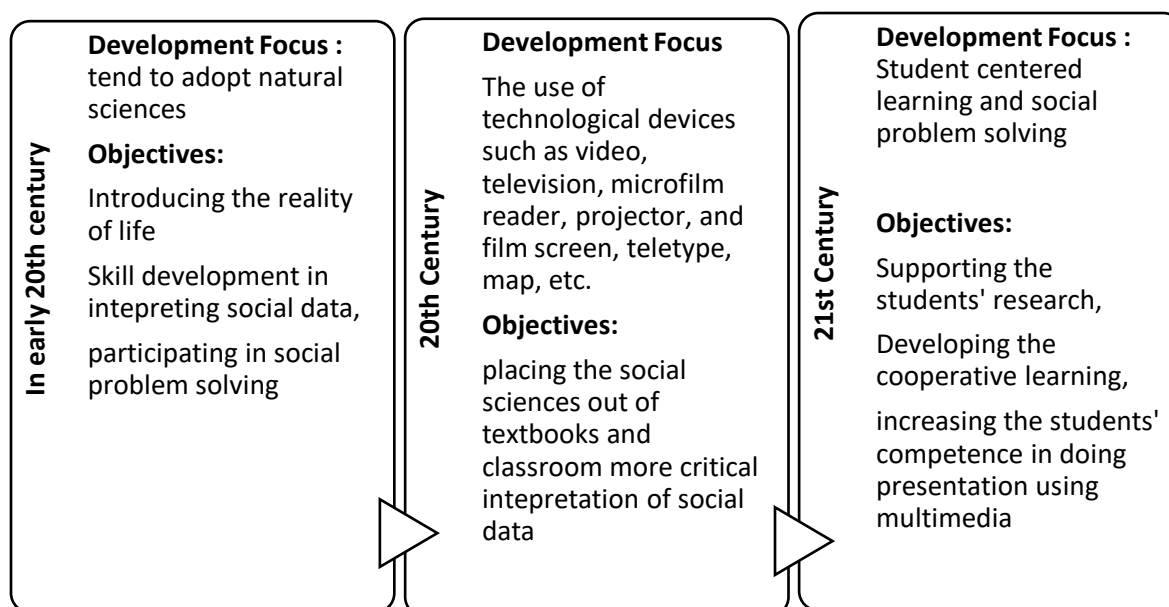 In early 20th century
Development Focus :
tend to adopt natural
sciences
Objectives:
Introducing the reality
of life
Skill development in
intepreting social data,
participating in social
problem solving
20th Century
Development Focus
The use of
technological devices
such as video,
television, microfilm
reader, projector, and
film screen, teletype,
map, etc.
Objectives:
placing the social
sciences out of
textbooks and
classroom more critical
intepretation of social
data
21st Century
Development Focus :
Student centered
learning and social
problem solving
Objectives:
Supporting the
students' research,
Developing the
cooperative learning,
increasing the students'
competence in doing
presentation using
multimedia